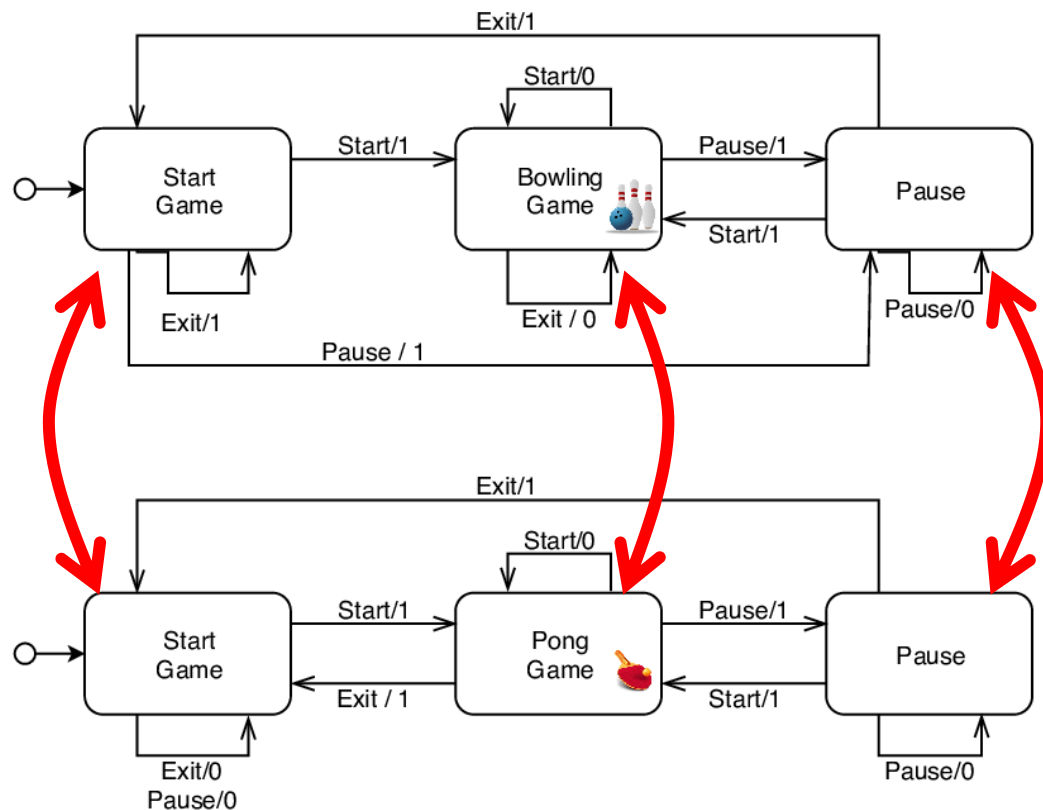 Exit/1
Start/0
Start/1
Pause/1
Start
Game
Bowling
Game
Pause
Start/1
Exit/1
Exit / 0
Pause/0
Pause / 1
Exit/1
Start/0
Start/1
Pause/1
Start
Game
Pong
Game
Pause
Exit / 1
Start/1
Exit/0
Pause/0
Pause/0